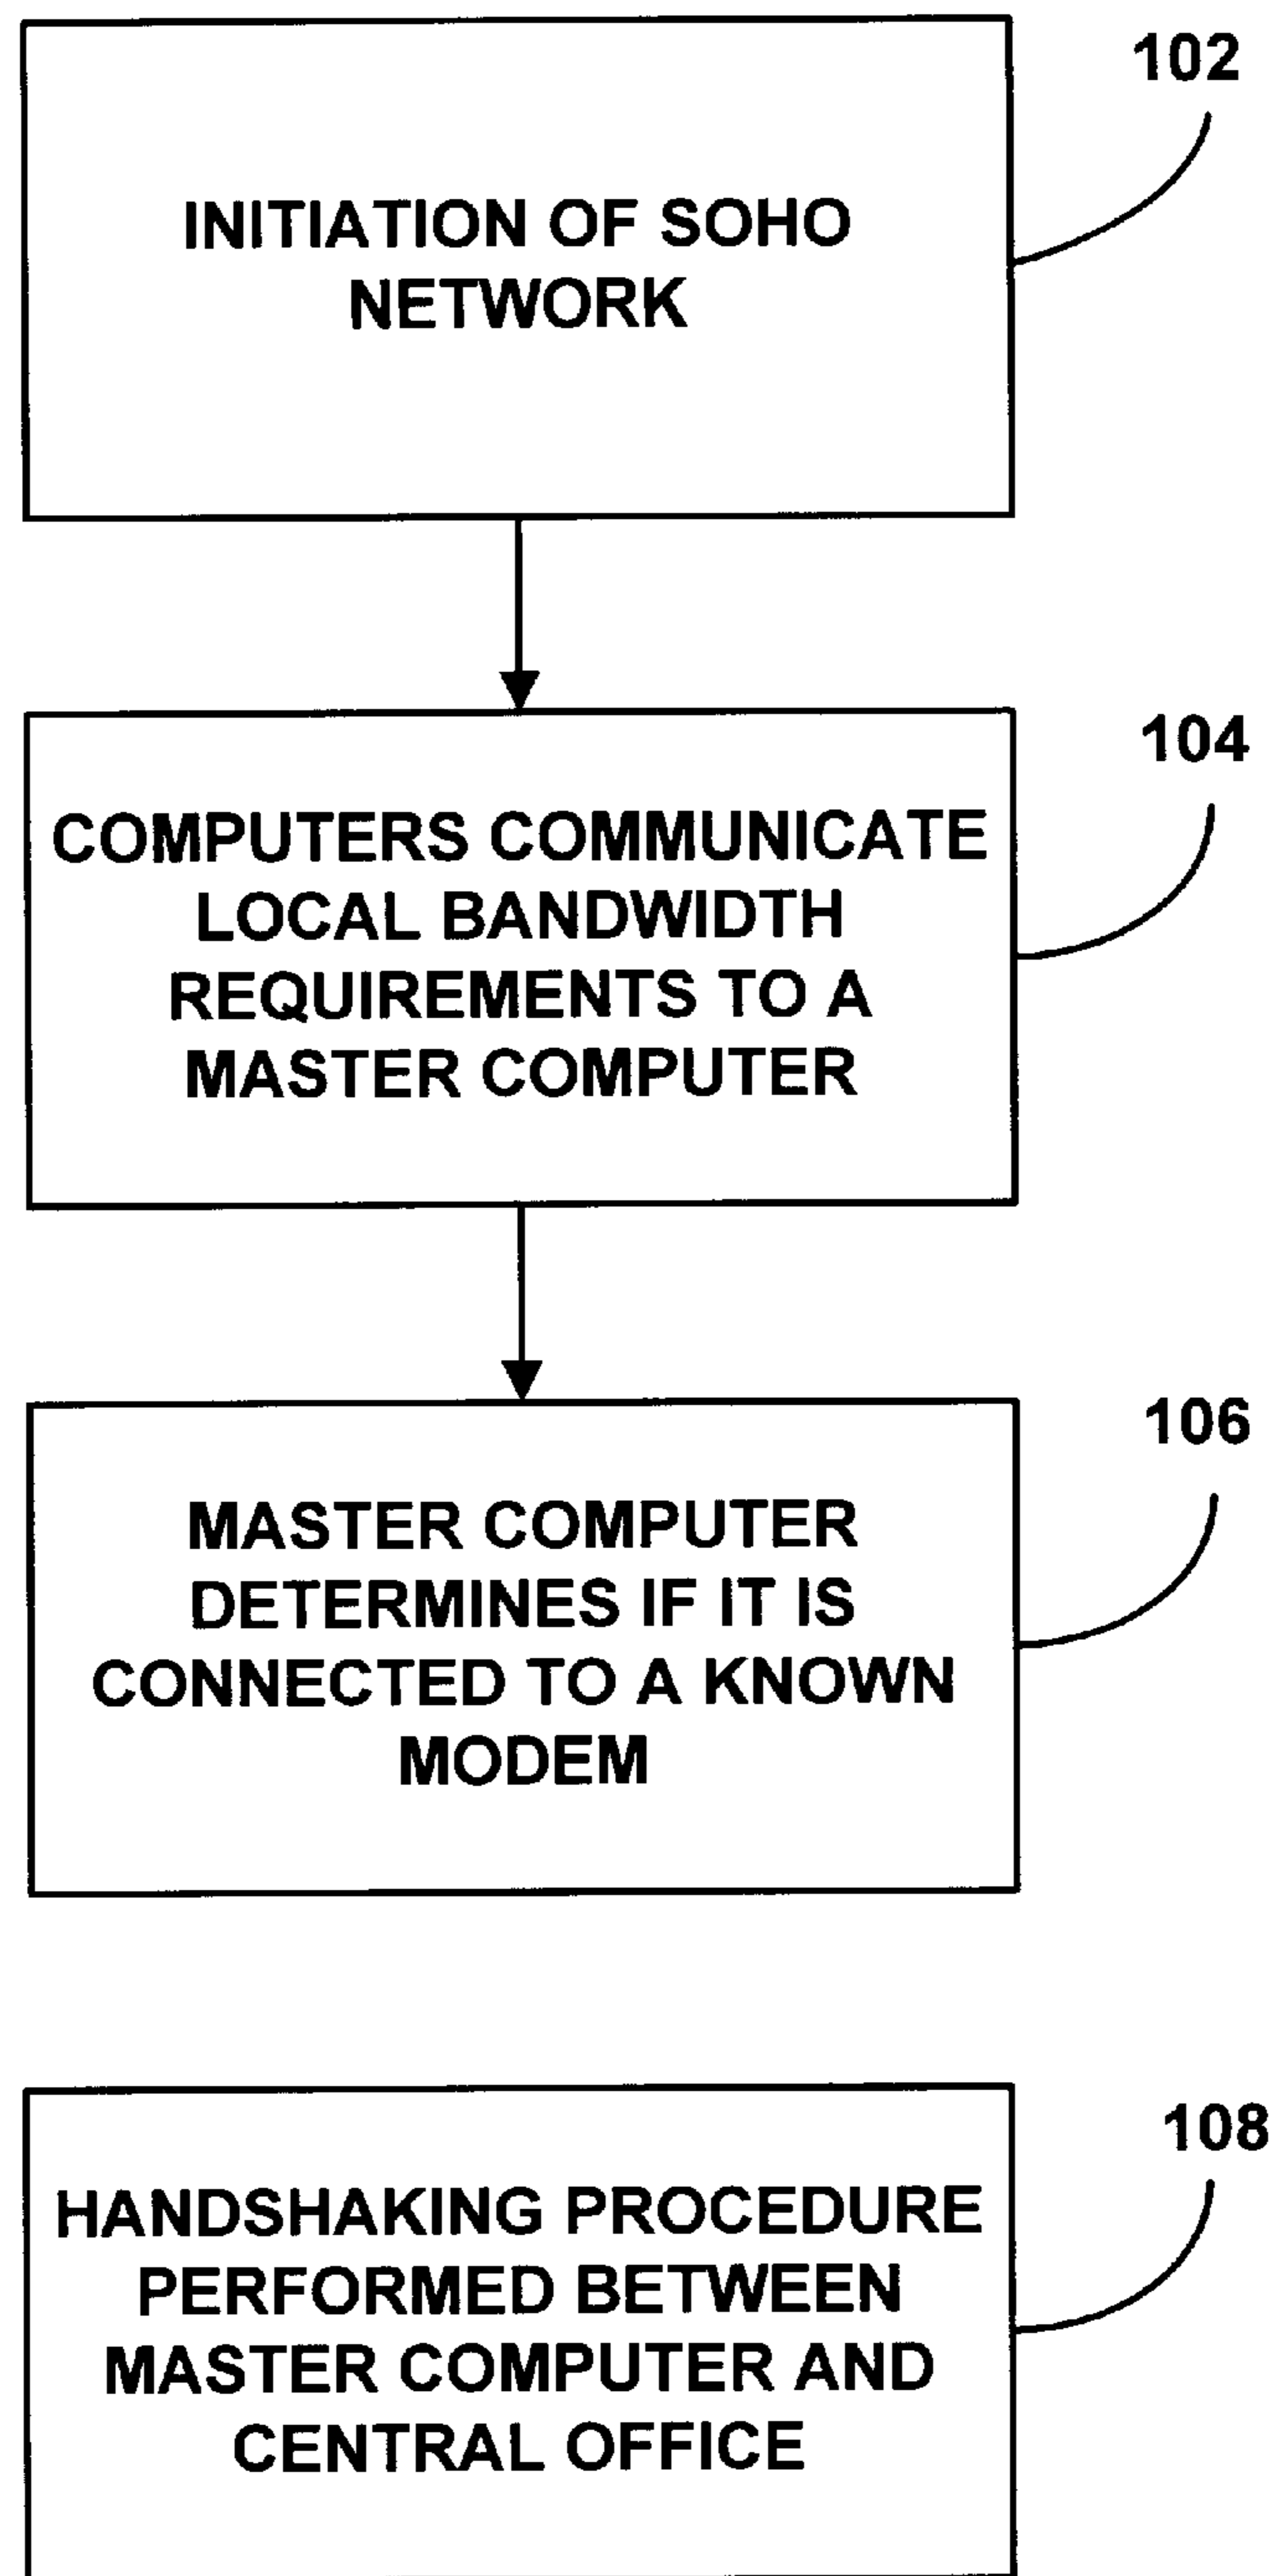 102
INITIATION OF SOHO
NETWORK
104
COMPUTERS COMMUNICATE
LOCAL BANDWIDTH
REQUIREMENTS TO A
MASTER COMPUTER
106
MASTER COMPUTER
DETERMINES IF IT IS
CONNECTED TO A KNOWN
MODEM
108
HANDSHAKING PROCEDURE
PERFORMED BETWEEN
MASTER COMPUTER AND
CENTRAL OFFICE